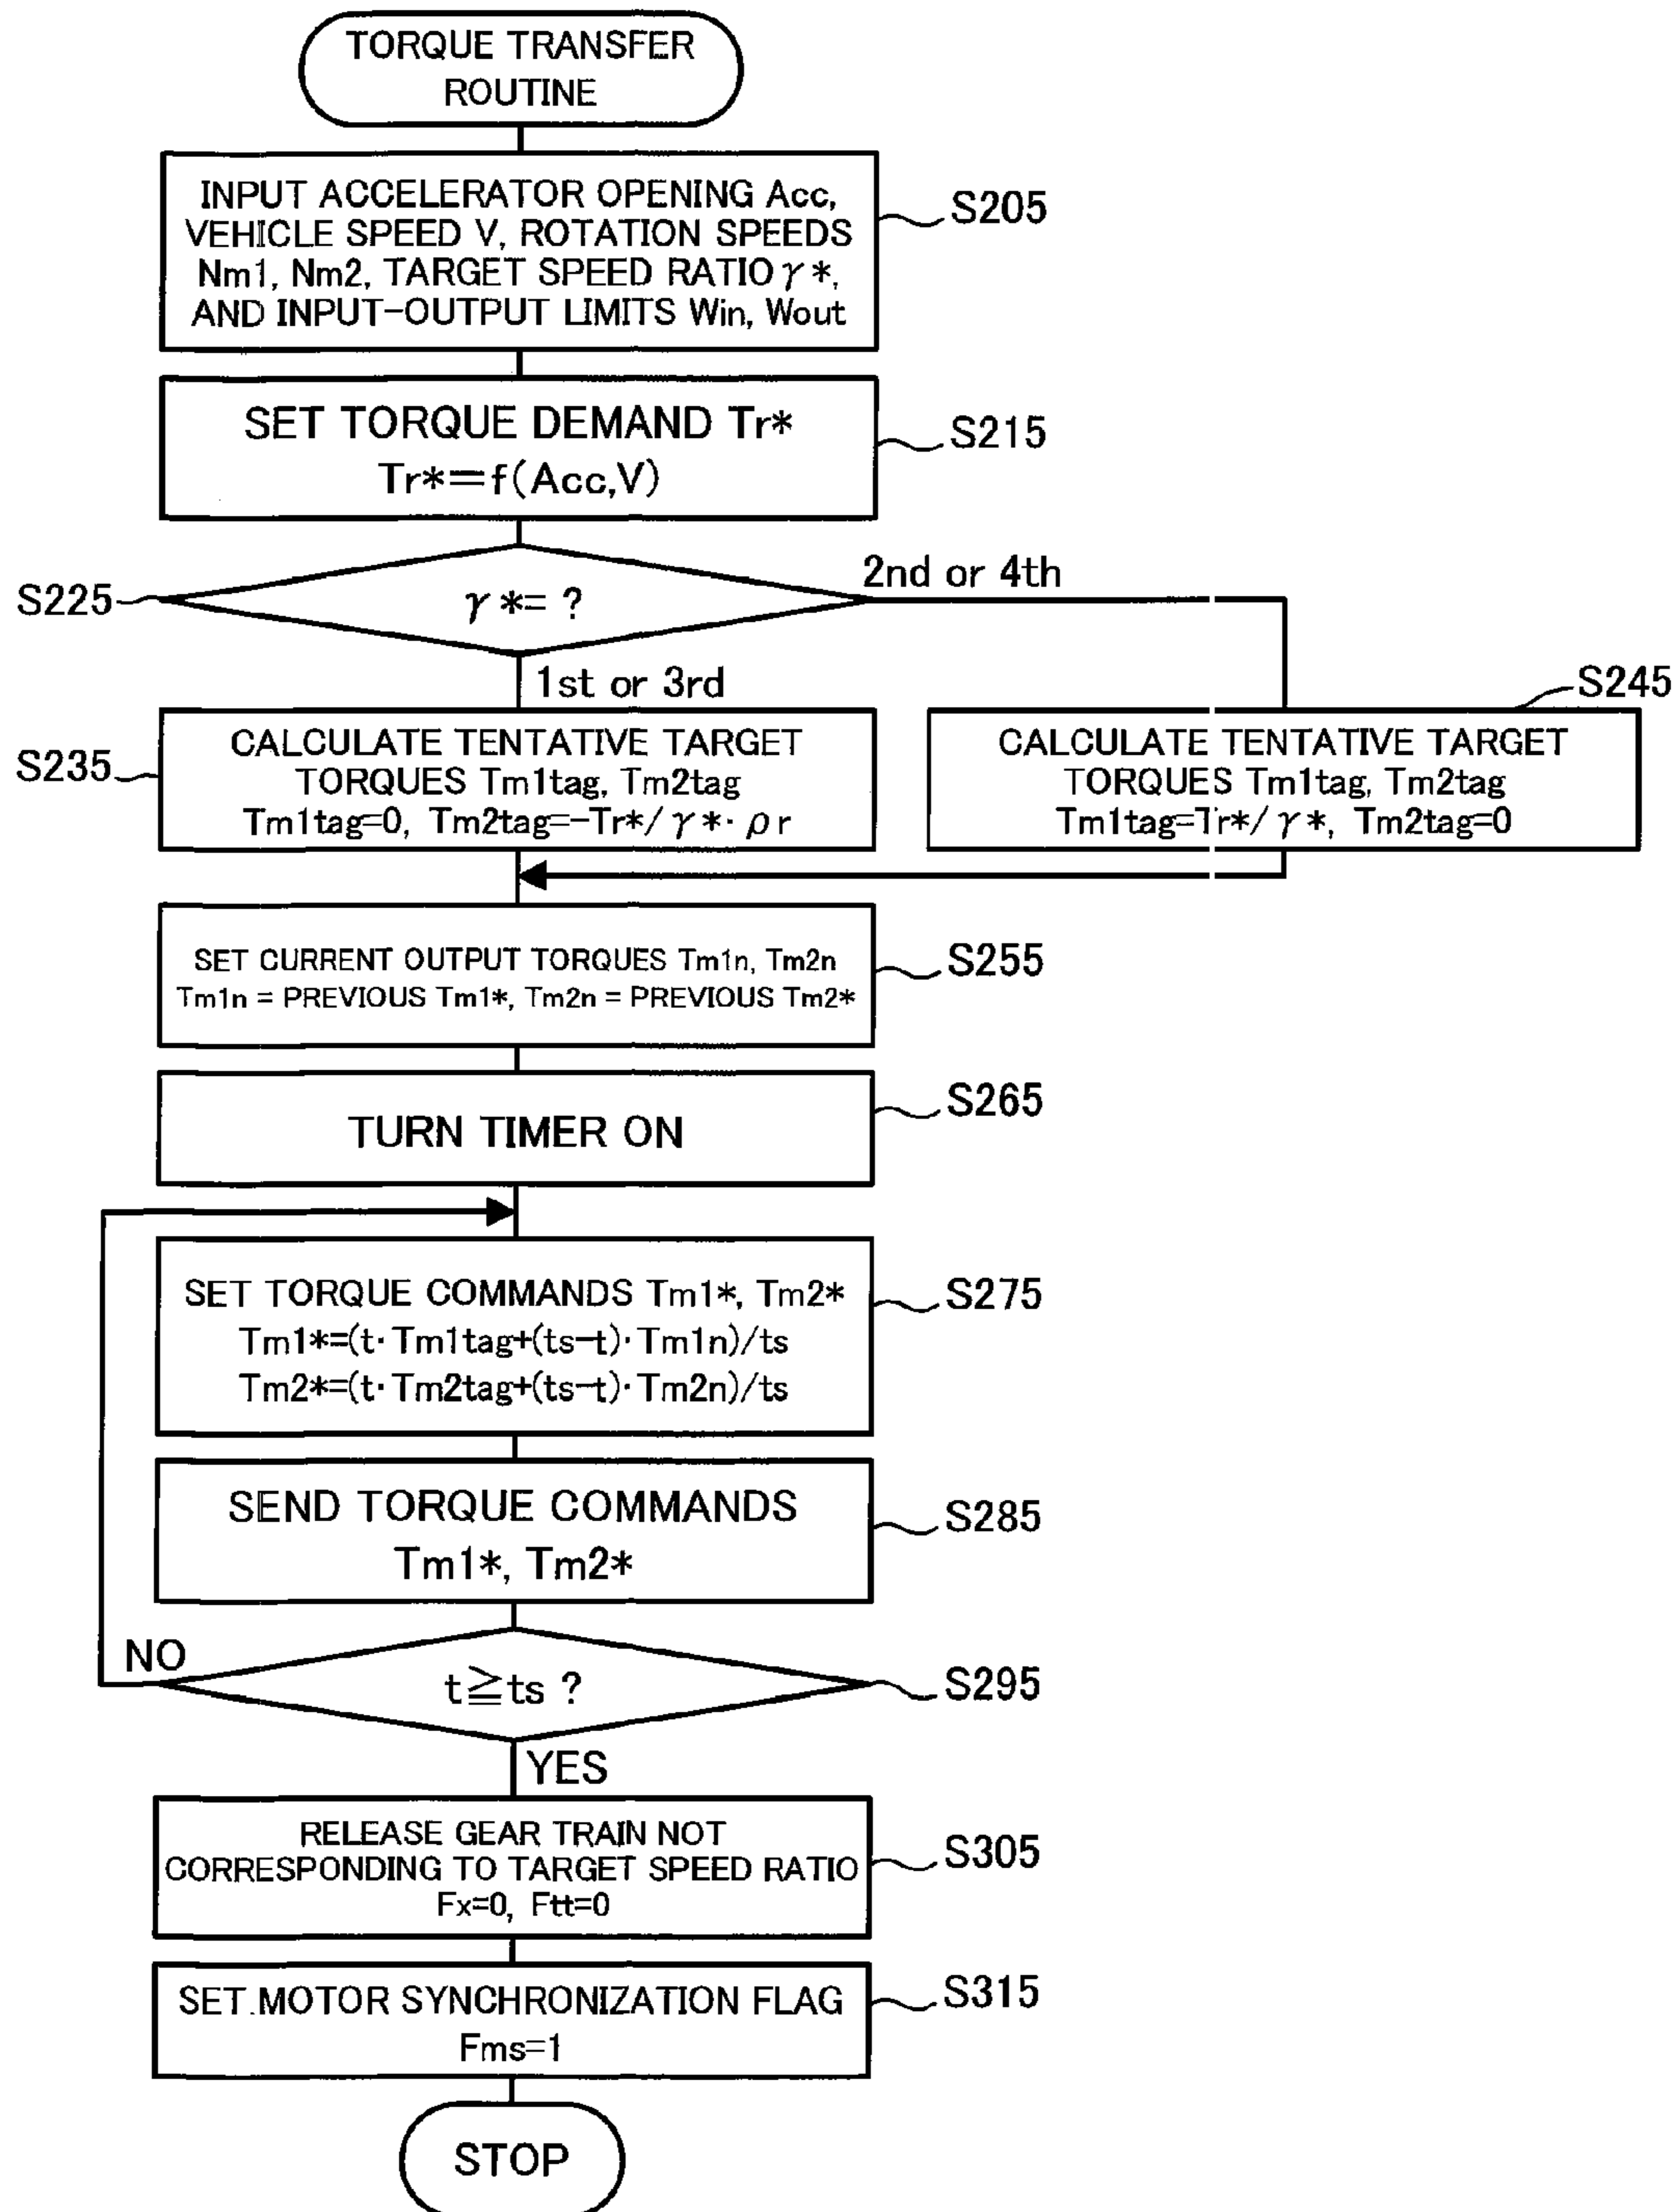 TORQUE TRANSFER
ROUTINE
INPUT ACCELERATOR OPENING Acc,
VEHICLE SPEED V, ROTATION SPEEDS
Nm1, Nm2, TARGET SPEED RATIO γ*,
AND INPUT-OUTPUT LIMITS Win, Wout
S205
SET TORQUE DEMAND Tr*
Tr*=f(Acc,V)
S215
S225
γ*= ?
2nd or 4th
1st or 3rd
S235
CALCULATE TENTATIVE TARGET
TORQUES Tm1tag, Tm2tag
Tm1tag=0, Tm2tag=-Tr*/γ*·ρr
S245
CALCULATE TENTATIVE TARGET
TORQUES Tm1tag, Tm2tag
Tm1tag=Tr*/γ*, Tm2tag=0
SET CURRENT OUTPUT TORQUES Tm1n, Tm2n
Tm1n = PREVIOUS Tm1*, Tm2n = PREVIOUS Tm2*
S255
TURN TIMER ON
S265
SET TORQUE COMMANDS Tm1*, Tm2*
Tm1*=(t·Tm1tag+(ts-t)·Tm1n)/ts
Tm2*=(t·Tm2tag+(ts-t)·Tm2n)/ts
S275
SEND TORQUE COMMANDS
Tm1*, Tm2*
S285
NO
t≧ts ?
S295
YES
RELEASE GEAR TRAIN NOT
CORRESPONDING TO TARGET SPEED RATIO
Fx=0, Ftt=0
S305
SET.MOTOR SYNCHRONIZATION FLAG
Fms=1
S315
STOP